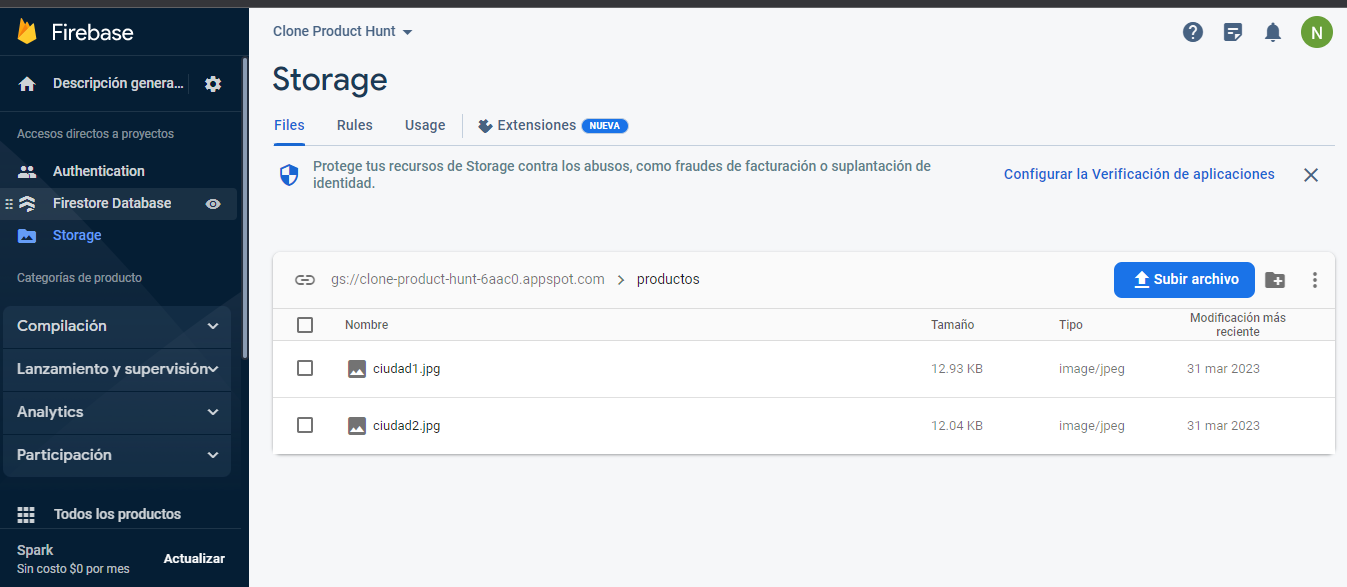 Firebase
Descripción genera...
Accesos directos a proyectos
Authentication
Firestore Database
Storage
Categorías de producto
Compilación
Lanzamiento y supervisión
Analytics
Participación
Todos los productos
Spark
Sin costo $0 por mes
Actualizar
Clone Product Hunt
N
Storage
Files Rules Usage Extensiones NUEVA
Protege tus recursos de Storage contra los abusos, como fraudes de facturación o suplantación de
identidad.
Configurar la Verificación de aplicaciones
gs://clone-product-hunt-6aac0.appspot.com > productos
Subir archivo
Nombre Tamaño Tipo Modificación más
reciente
ciudad1.jpg 12.93 KB image/jpeg 31 mar 2023
ciudad2.jpg 12.04 KB image/jpeg 31 mar 2023